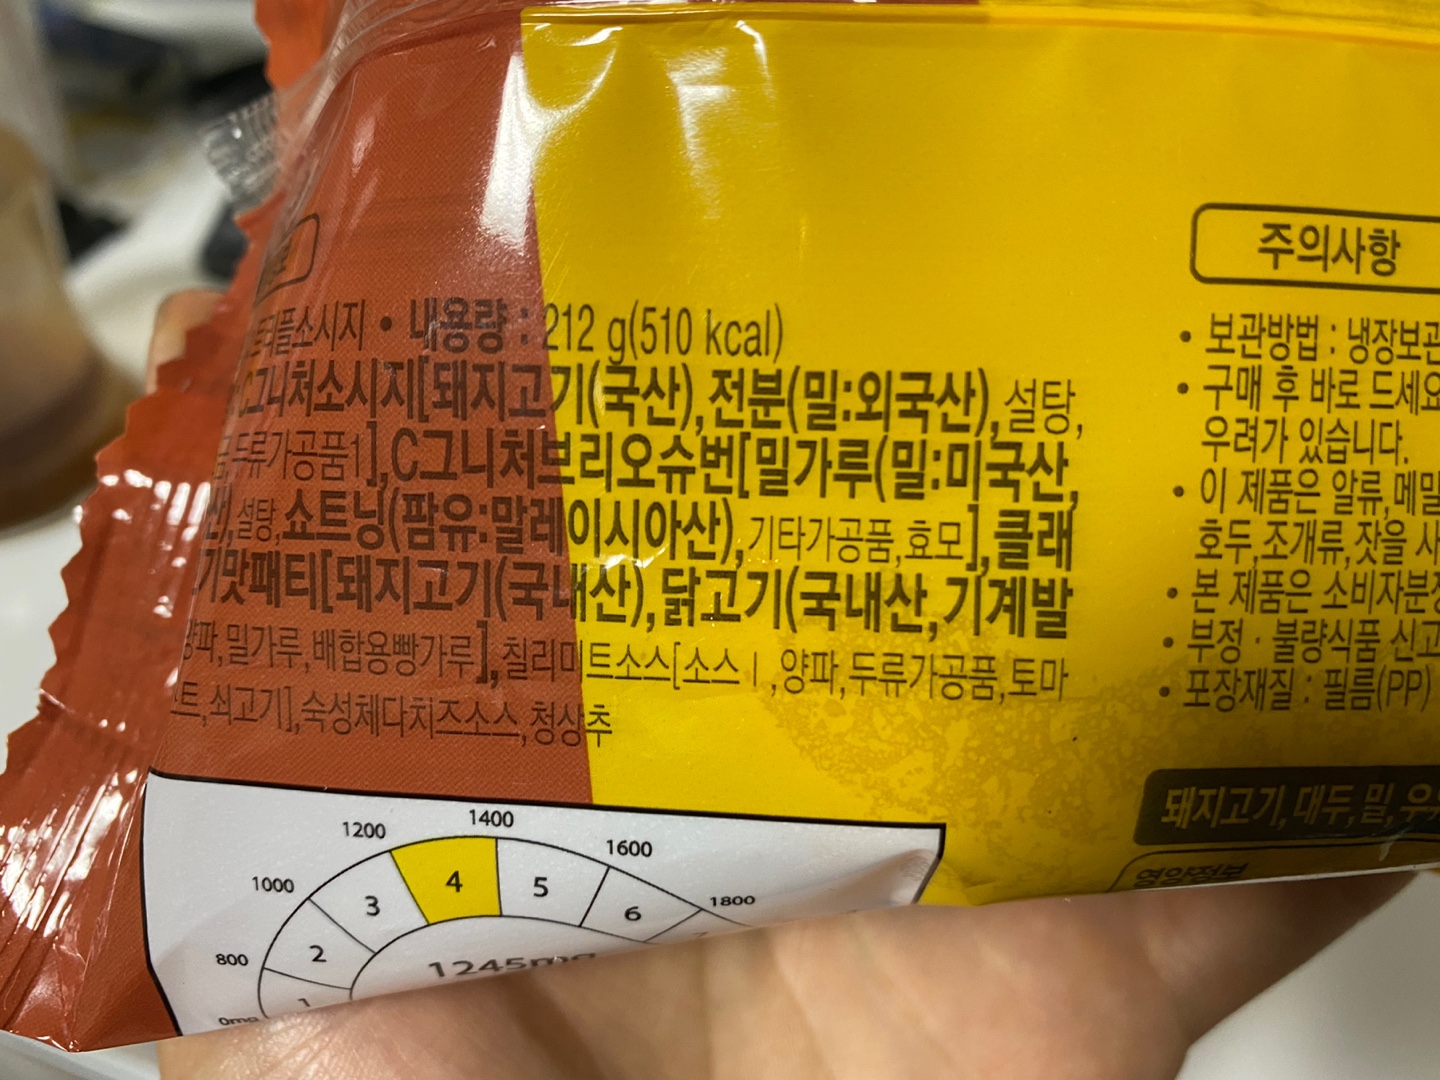 트리플소시지 • 내용량 : 212 g(510 kcal)
C그니처소시지[돼지고기(국산),전분(밀:외국산),설탕,
두류가공품1],C그니처브리오슈번[밀가루(밀:미국산,
설탕,쇼트닝(팜유:말레이시아산),기타가공품,효모],클래
기맛패티[돼지고기(국내산),닭고기(국내산,기계발
양파,밀가루,배합용빵가루],칠리미트소스[소스Ⅰ,양파,두류가공품,토마
트,쇠고기],숙성체다치즈소스,청상추
주의사항
• 보관방법 : 냉장보관
• 구매 후 바로 드세요
우려가 있습니다.
• 이 제품은 알류,메밀
호두,조개류,잣을 사
• 본 제품은 소비자분쟁
• 부정 · 불량식품 신고
• 포장재질 : 필름(PP)
돼지고기,대두,밀,우유
영양정보
0mg
800
1000
1200
1400
1600
1800
1
2
3
4
5
6
1245mg